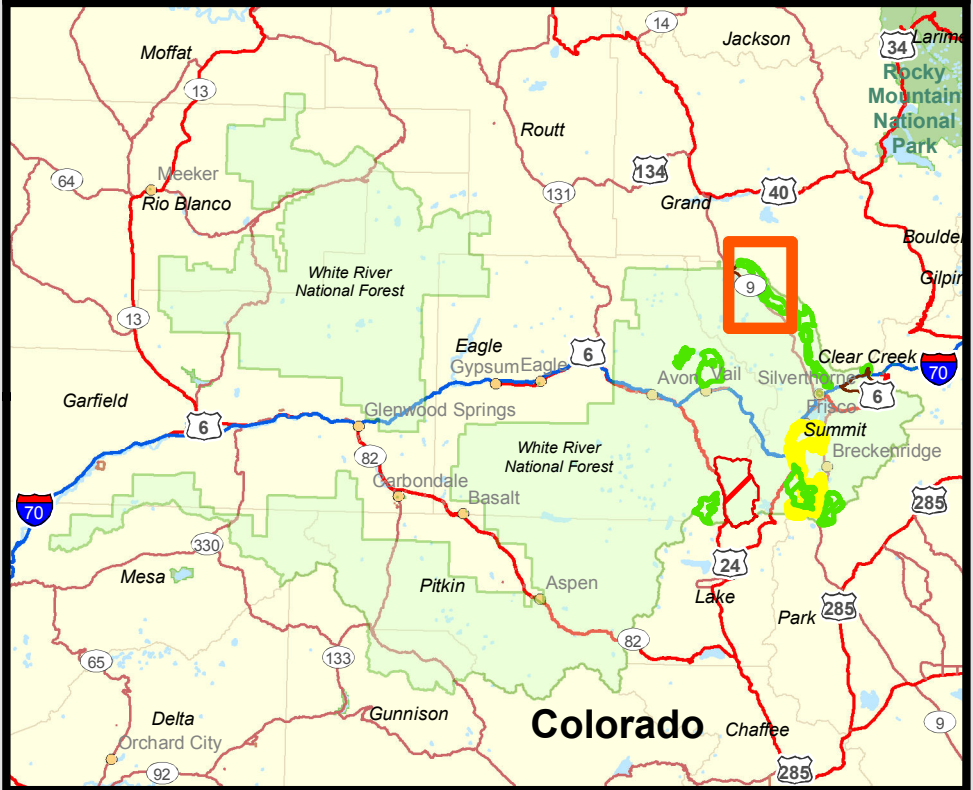 14
Jackson
Larime
34
Moffat
Rocky
Mountain
National
Park
13
Routt
64
Meeker
134
131
40
Rio Blanco
Grand
Boulder
White River
National Forest
9
Gilpin
13
Eagle
6
Clear Creek
70
Gypsum
Eagle
Avon
Vail
Silverthorne
6
Garfield
Glenwood Springs
Frisco
6
Summit
82
White River
National Forest
Breckenridge
Carbondale
Basalt
285
70
330
24
Mesa
Pitkin
Aspen
Lake
285
Park
82
65
133
Gunnison
Colorado
Chaffee
9
Delta
Orchard City
92
285